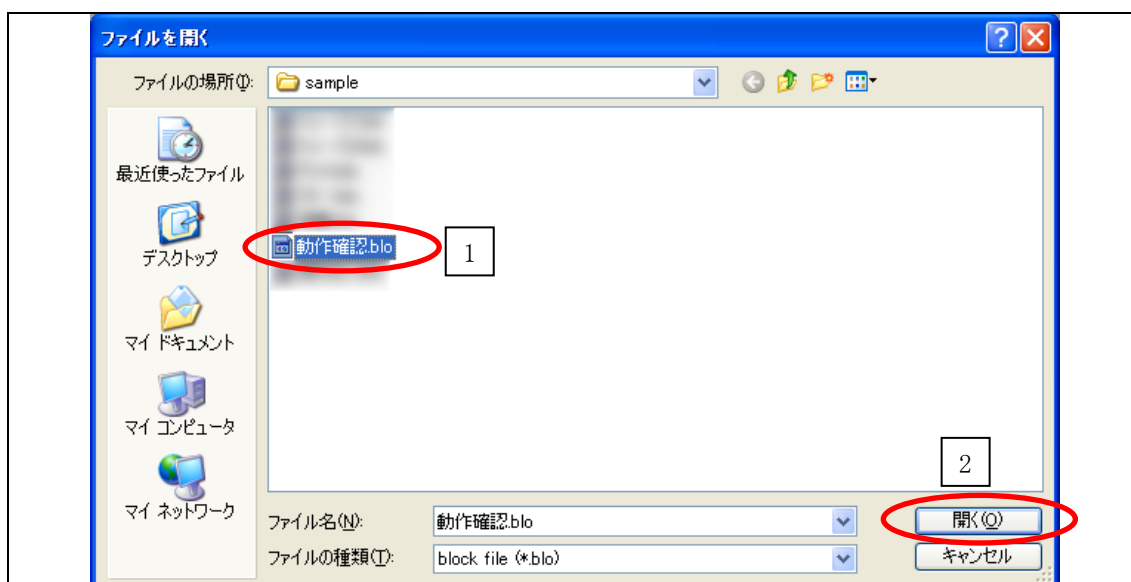 ファイルを開く
ファイルの場所(I):
sample
最近使ったファイル
デスクトップ
マイ ドキュメント
マイ コンピュータ
マイ ネットワーク
動作確認.blo
1
2
ファイル名(N):
動作確認.blo
開く(O)
ファイルの種類(T):
block file (*.blo)
キャンセル